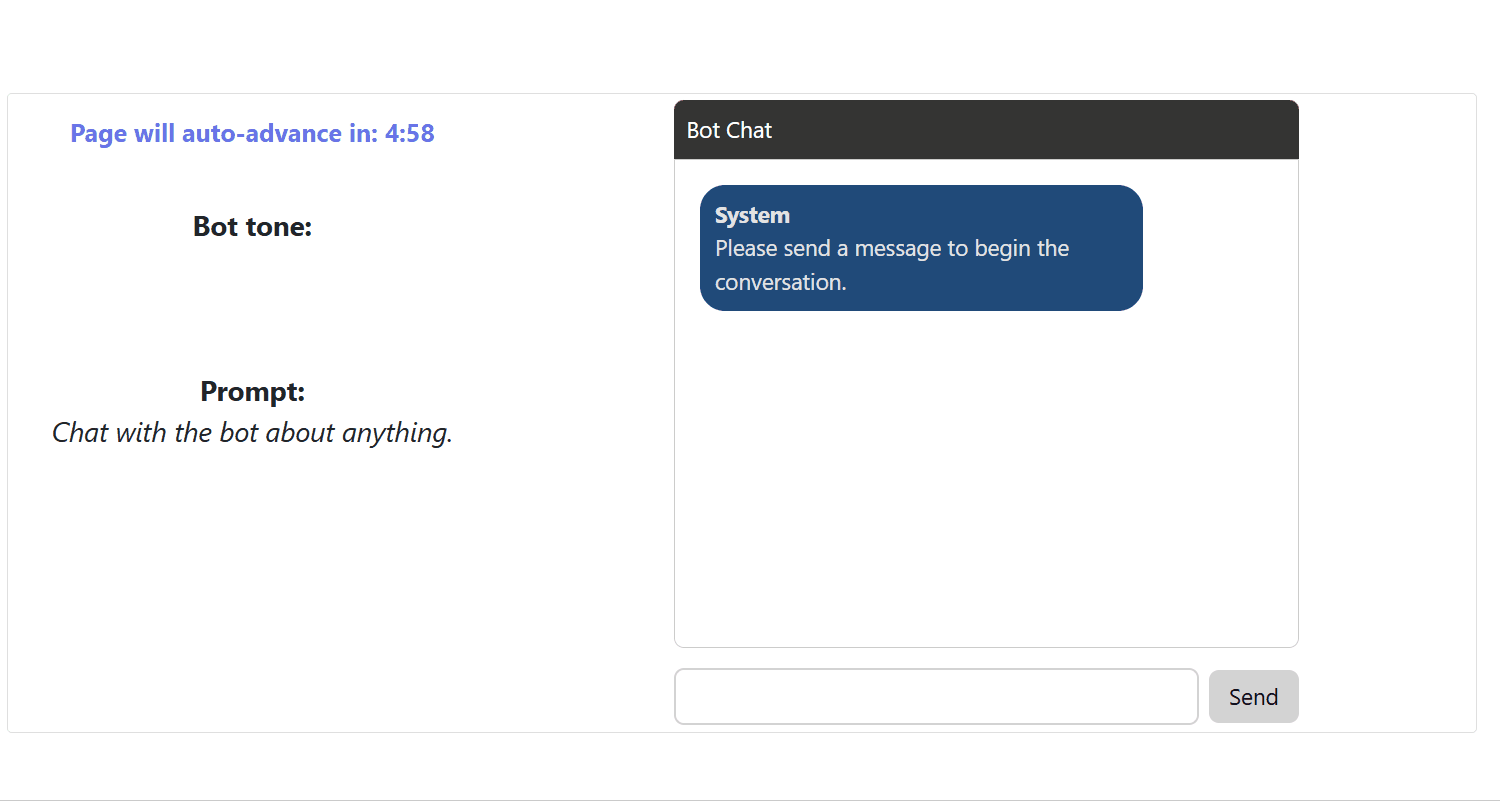 Page will auto-advance in: 4:58
Bot tone:
Prompt:
Chat with the bot about anything.
Bot Chat
System
Please send a message to begin the
conversation.
Send